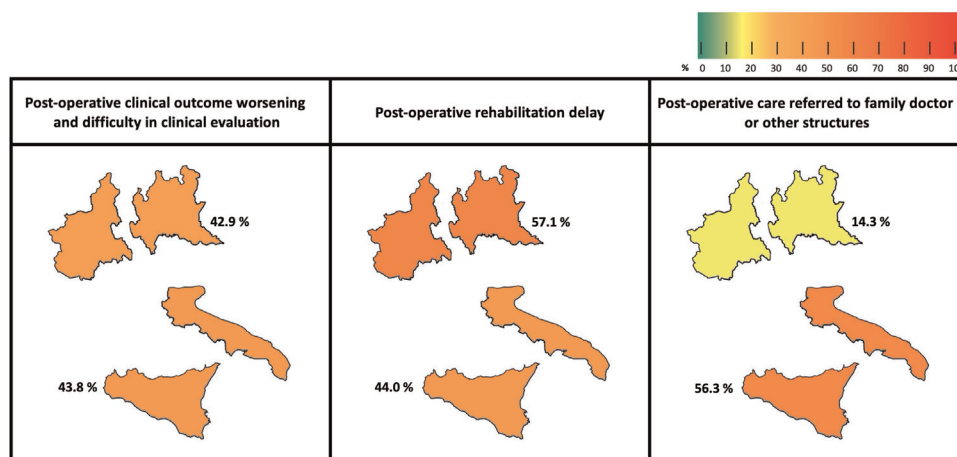 % 0 10 20 30 40 50 60 70 80 90 10
Post-operative clinical outcome worsening
and difficulty in clinical evaluation
Post-operative rehabilitation delay
Post-operative care referred to family doctor
or other structures
42.9 %
57.1 %
14.3 %
43.8 %
44.0 %
56.3 %